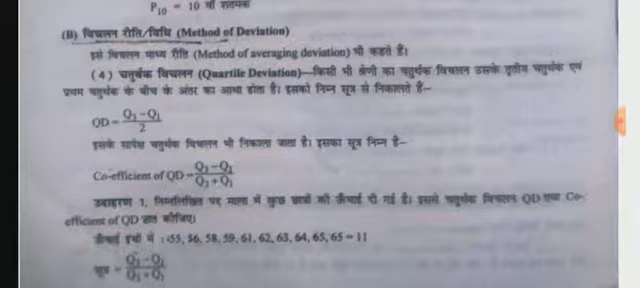 P₁₀ = 10 वाँ शतमक
(B) विचलन रीति/विधि (Method of Deviation)
इसे विचलन माध्य रीति (Method of averaging deviation) भी कहते हैं।
(4) चतुर्थक विचलन (Quartile Deviation)—किसी भी श्रेणी का चतुर्थक विचलन उसके तृतीय चतुर्थक एवं
प्रथम चतुर्थक के बीच के अंतर का आधा होता है। इसको निम्न सूत्र से निकालते हैं–
QD = (Q₃−Q₁)/2
इसके सापेक्ष चतुर्थक विचलन भी निकाला जाता है। इसका सूत्र निम्न है–
Co-efficient of QD = (Q₃−Q₁)/(Q₃+Q₁)
उदाहरण 1. निम्नलिखित पद माला में कुछ छात्रों की ऊँचाई दी गई है। इससे चतुर्थक विचलन QD तथा Co-
efficient of QD ज्ञात कीजिए।
ऊँचाई इंचों में : 55, 56, 58, 59, 61, 62, 63, 64, 65, 65 = 11
सूत्र = (Q₃−Q₁)/(Q₃+Q₁)